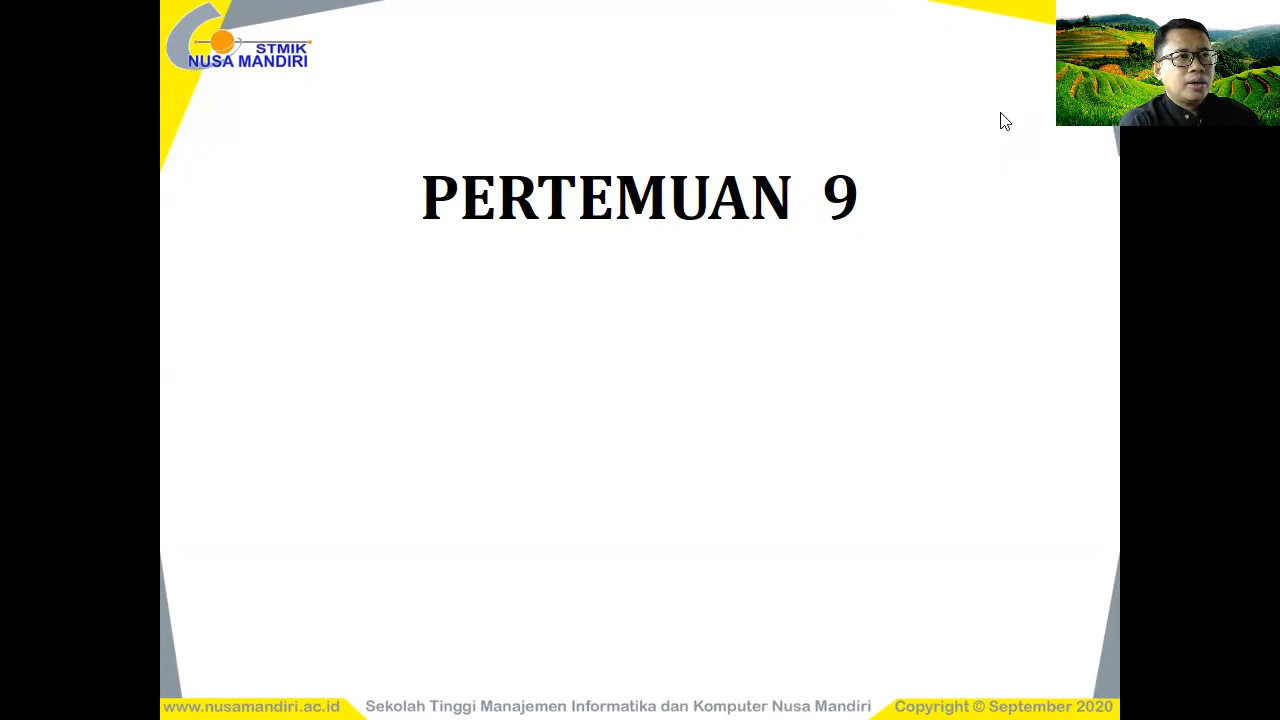 STMIK
NUSA MANDIRI
PERTEMUAN 9
www.nusamandiri.ac.id
Sekolah Tinggi Manajemen Informatika dan Komputer Nusa Mandiri
Copyright © September 2020